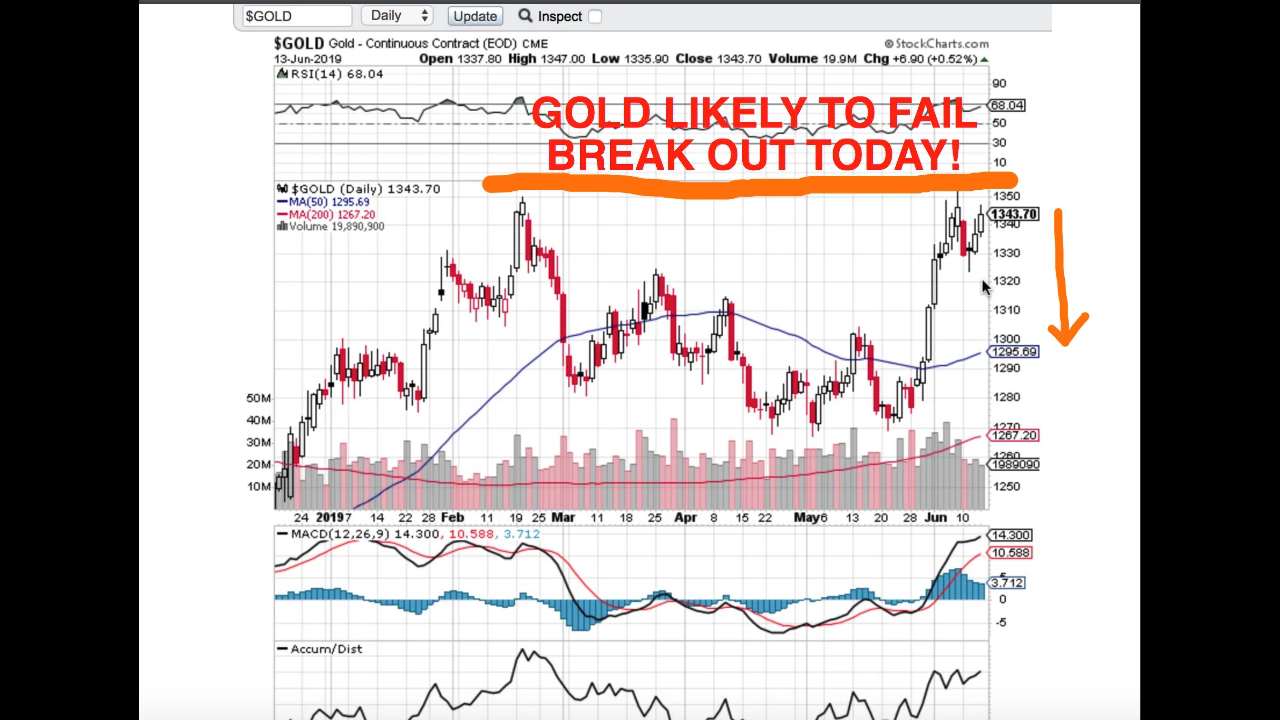 $GOLD Daily Update Inspect
$GOLD Gold - Continuous Contract (EOD) CME © StockCharts.com
13-Jun-2019 Open 1337.80 High 1347.00 Low 1335.90 Close 1343.70 Volume 19.9M Chg +6.90 (+0.52%)
RSI(14) 68.04
90
68.04
50
30
10
GOLD LIKELY TO FAIL
BREAK OUT TODAY!
$GOLD (Daily) 1343.70
MA(50) 1295.69
MA(200) 1267.20
Volume 19,890,900
1350
1343.70
1340
1330
1320
1310
1300
1295.69
1290
1280
1270
1267.20
1260
1989090
1250
50M
40M
30M
20M
10M
24 2019 7 14 22 28 Feb 11 19 25 Mar 11 18 25 Apr 8 15 22 May 6 13 20 28 Jun 10
MACD(12,26,9) 14.300, 10.588, 3.712
14.300
10.588
5
3.712
0
-5
Accum/Dist